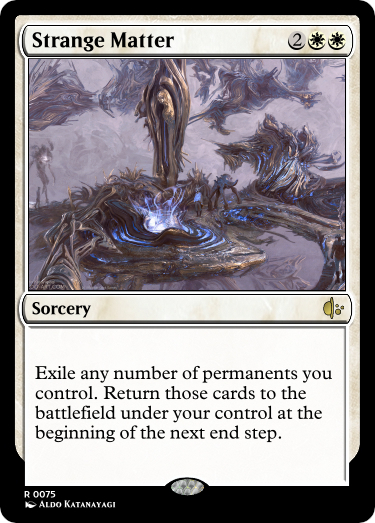 Strange Matter 2
Sorcery
Exile any number of permanents you
control. Return those cards to the
battlefield under your control at the
beginning of the next end step.
R 0075
Aldo Katanayagi